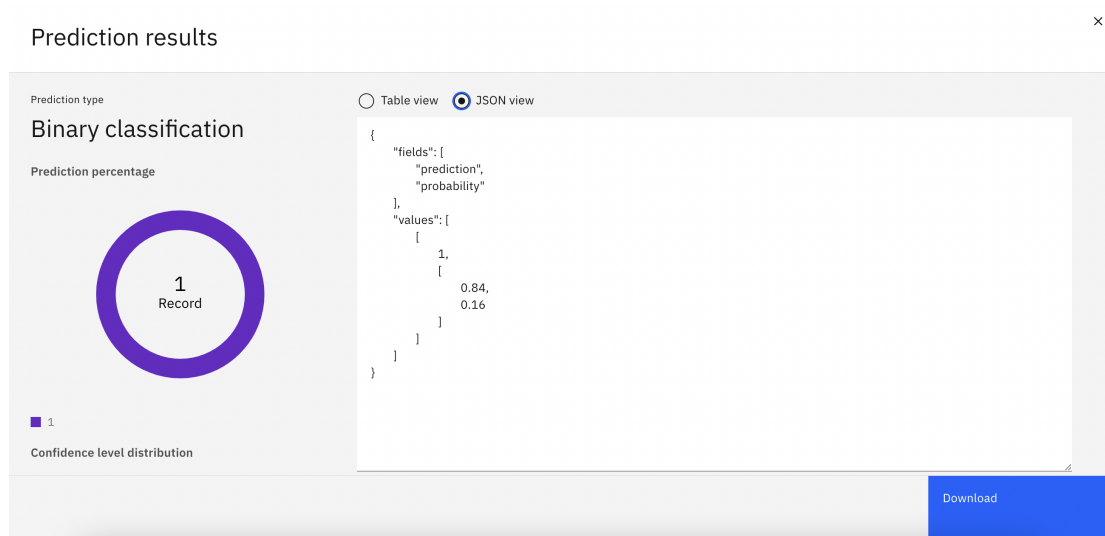 Prediction results
Prediction type
Binary classification
Prediction percentage
1
Record
1
Confidence level distribution
Table view JSON view
{
"fields": [
"prediction",
"probability"
],
"values": [
[
1,
[
0.84,
0.16
]
]
]
}
Download